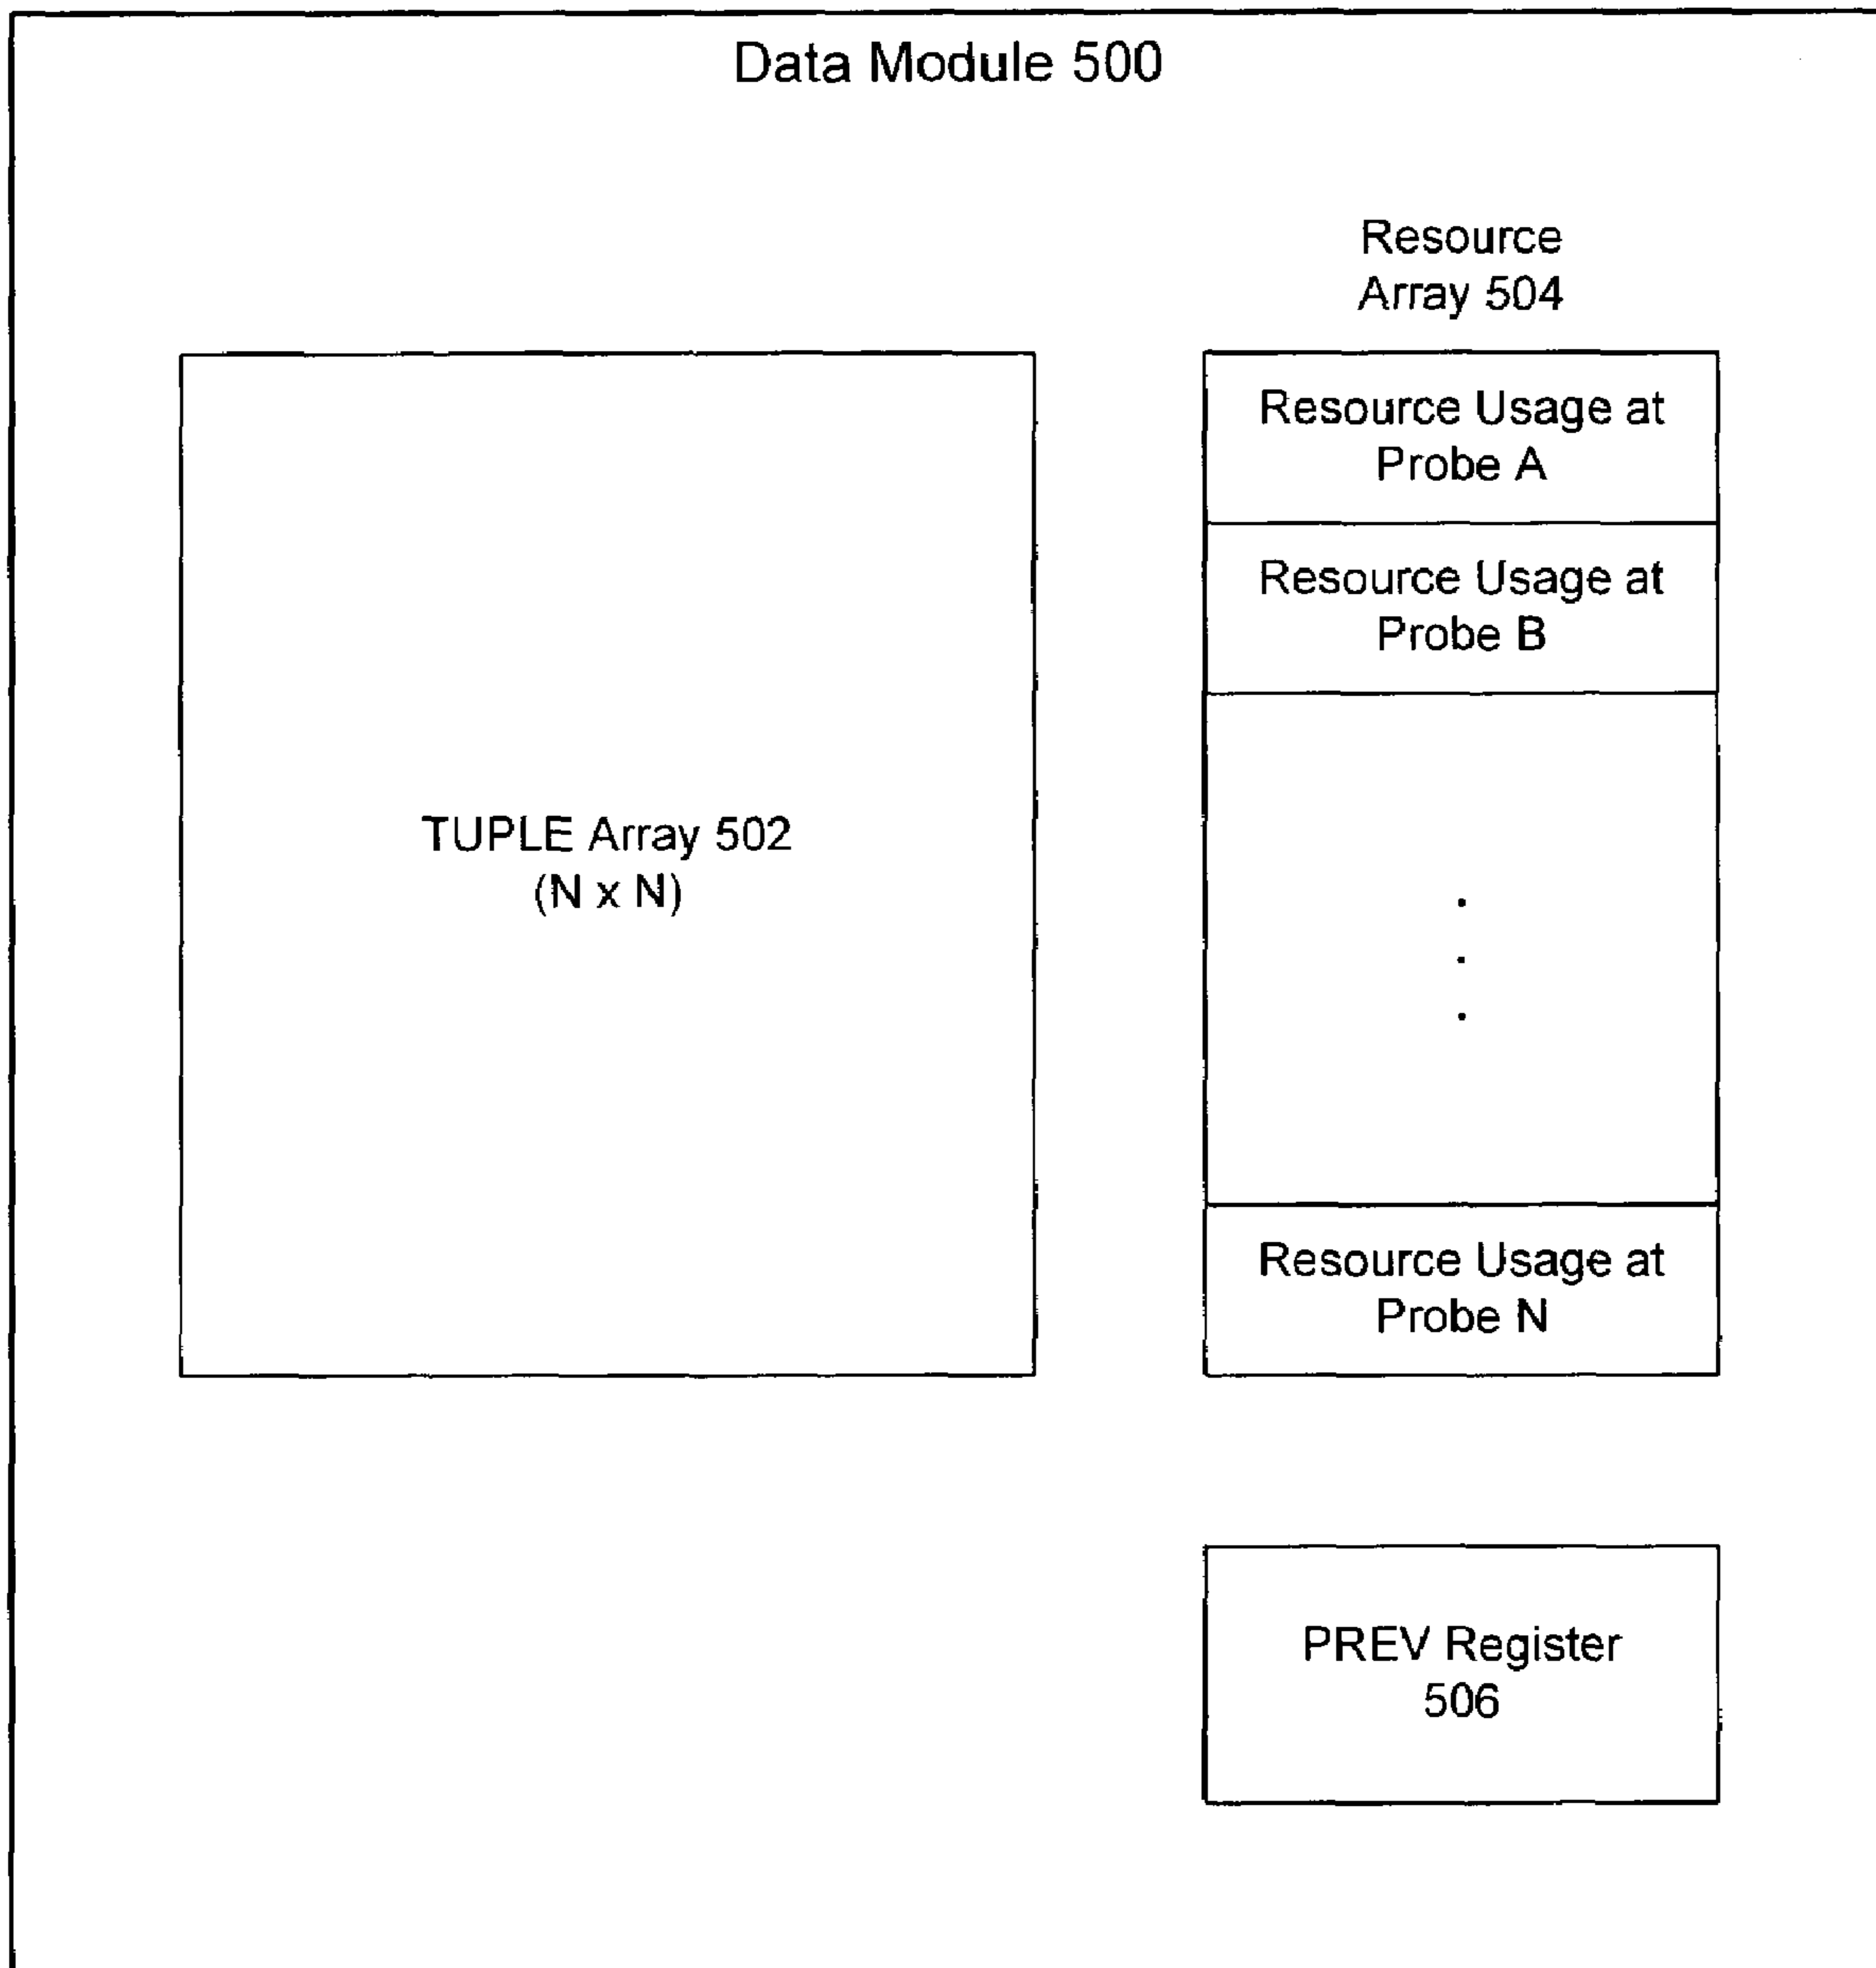 Data Module 500
Resource
Array 504
TUPLE Array 502
(N x N)
Resource Usage at
Probe A
Resource Usage at
Probe B
.
.
.
Resource Usage at
Probe N
PREV Register
506